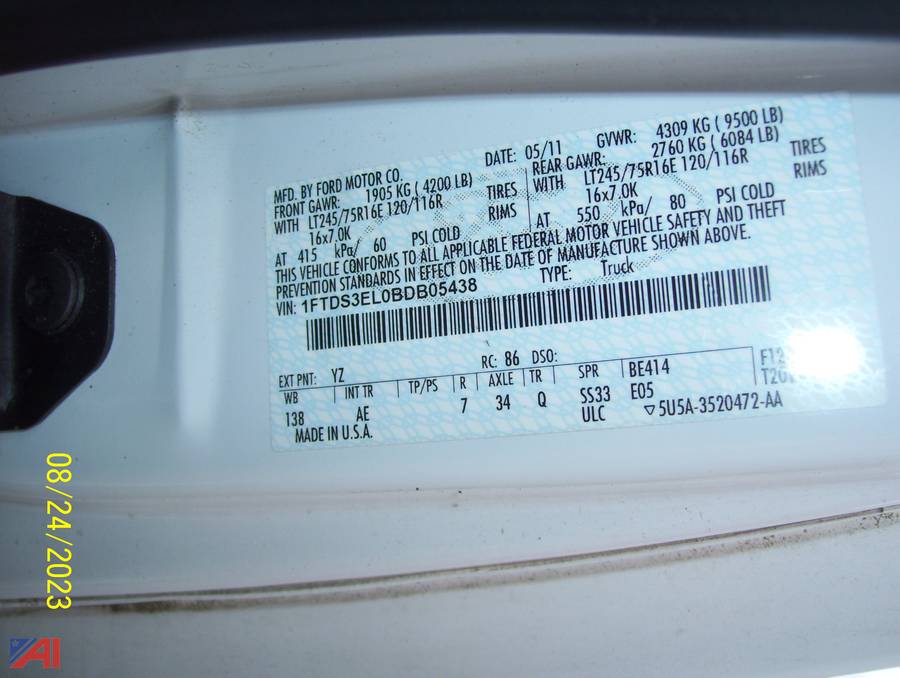 MFD. BY FORD MOTOR CO.
DATE: 05/11 GVWR: 4309 KG ( 9500 LB)
FRONT GAWR: 1905 KG ( 4200 LB)
WITH LT245/75R16E 120/116R TIRES
16x7.0K RIMS
AT 415 kPa/ 60 PSI COLD
REAR GAWR: 2760 KG ( 6084 LB)
WITH LT245/75R16E 120/116R TIRES
16x7.0K RIMS
AT 550 kPa/ 80 PSI COLD
THIS VEHICLE CONFORMS TO ALL APPLICABLE FEDERAL MOTOR VEHICLE SAFETY AND THEFT
PREVENTION STANDARDS IN EFFECT ON THE DATE OF MANUFACTURE SHOWN ABOVE.
VIN: 1FTDS3EL0BDB05438 TYPE: Truck
EXT PNT: YZ RC: 86 DSO:
WB INT TR TP/PS R AXLE TR SPR BE414
138 AE 7 34 Q SS33 E05
ULC ▽5U5A-3520472-AA
MADE IN U.S.A.
08/24/2023
AI